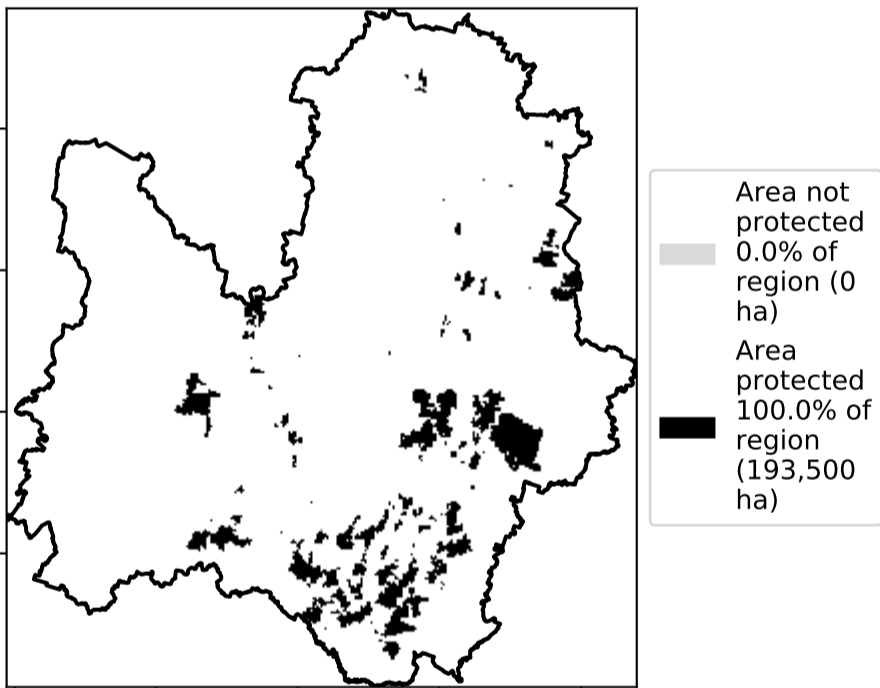 Area not
protected
0.0% of
region (0
ha)
Area
protected
100.0% of
region
(193,500
ha)